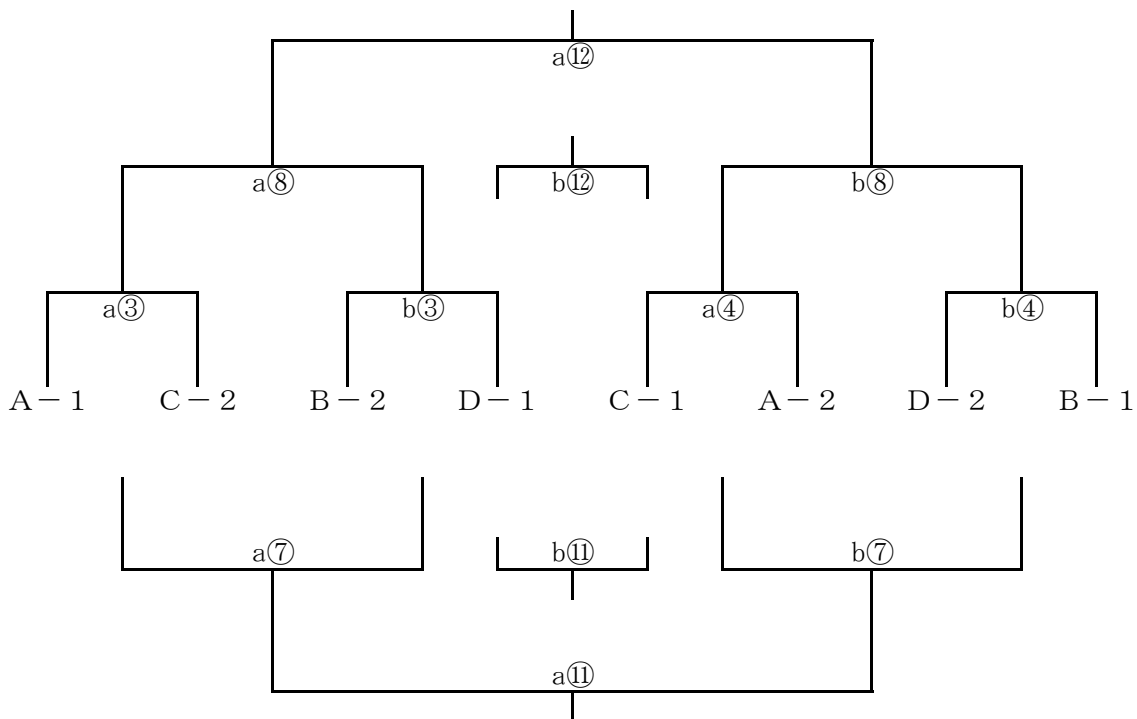 a⑫
a⑧ b⑫ b⑧
a③ b③ a④ b④
A－1 C－2 B－2 D－1 C－1 A－2 D－2 B－1
a⑦ b⑪ b⑦
a⑪